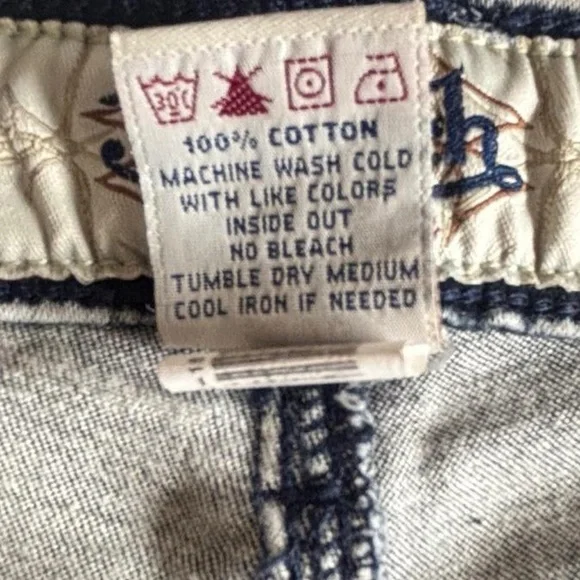 30C
100% COTTON
MACHINE WASH COLD
WITH LIKE COLORS
INSIDE OUT
NO BLEACH
TUMBLE DRY MEDIUM
COOL IRON IF NEEDED